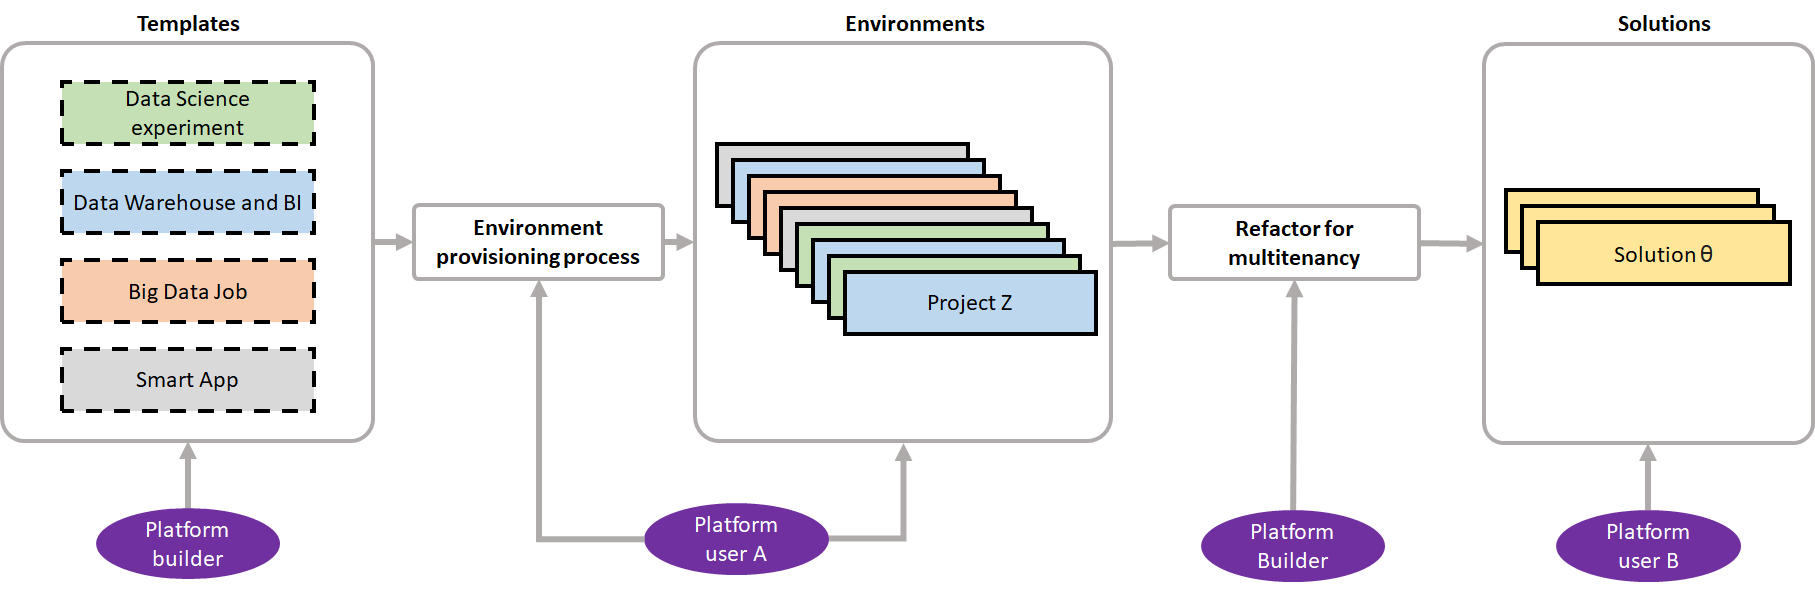 Templates
Data Science
experiment
Data Warehouse and BI
Big Data Job
Smart App
Platform
builder
Environment
provisioning process
Platform
user A
Environments
Project Z
Refactor for
multitenancy
Platform
Builder
Solutions
Solution θ
Platform
user B